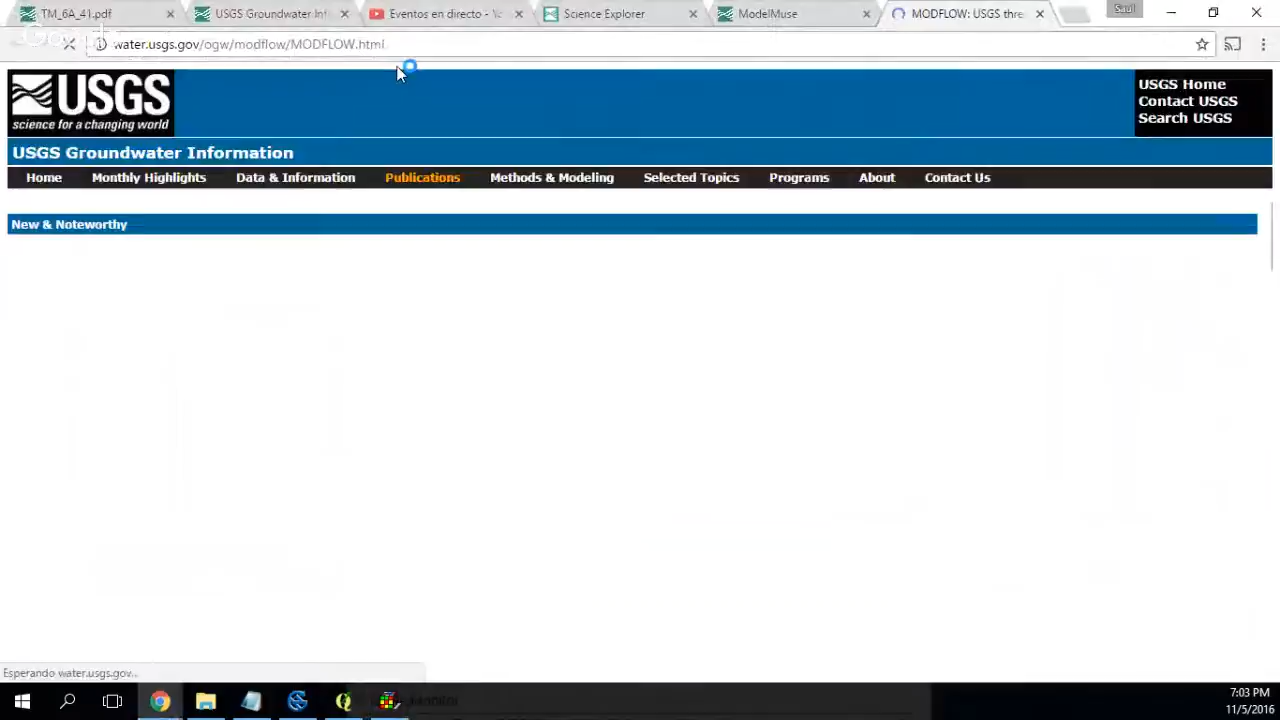 TM_6A_41.pdf
USGS Groundwater Inf
Eventos en directo - Yo
Science Explorer
ModelMuse
MODFLOW: USGS thre
Saul
water.usgs.gov/ogw/modflow/MODFLOW.html
USGS
science for a changing world
USGS Home
Contact USGS
Search USGS
USGS Groundwater Information
Home Monthly Highlights Data & Information Publications Methods & Modeling Selected Topics Programs About Contact Us
New & Noteworthy
Esperando water.usgs.gov...
7:03 PM
11/5/2016